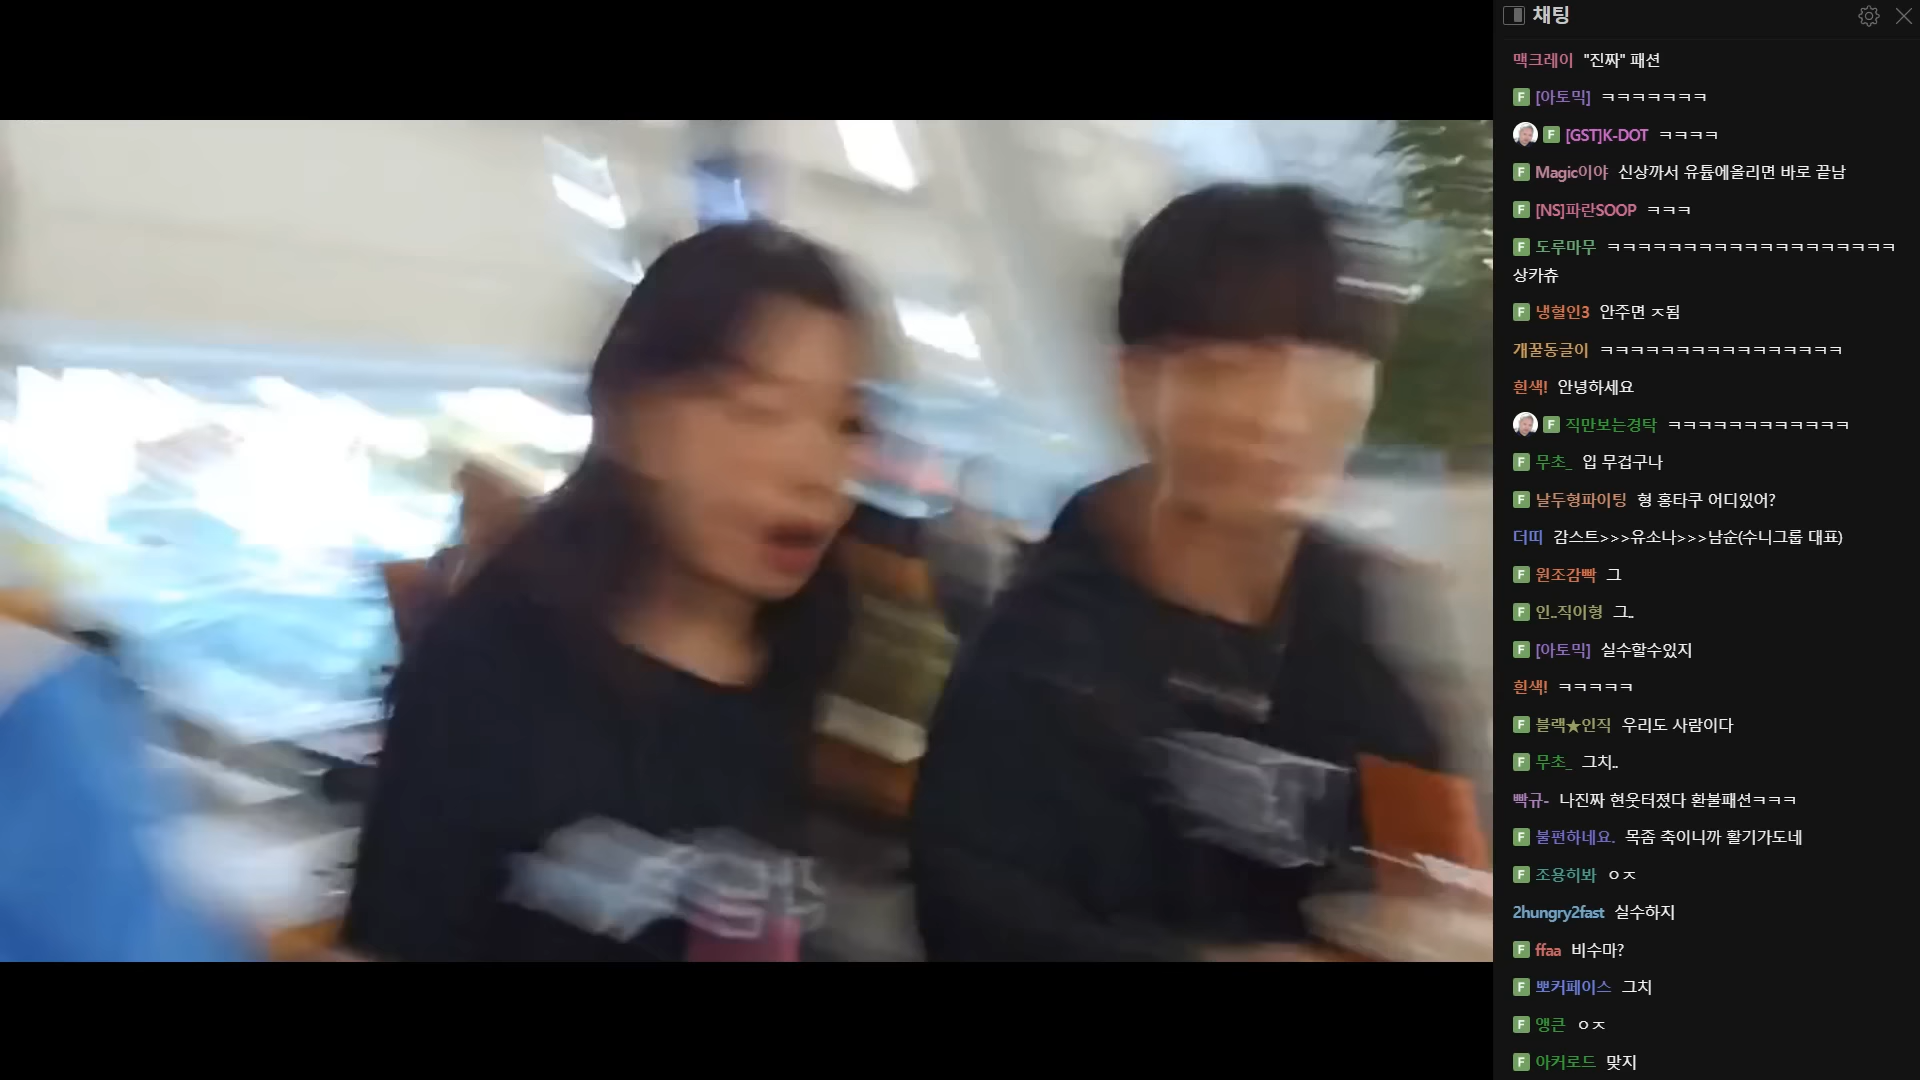 채팅
맥크레이 "진짜" 패션
F [아토믹] ㅋㅋㅋㅋㅋㅋㅋ
F [GST]K-DOT ㅋㅋㅋㅋ
F Magic이야 신상까서 유튭에올리면 바로 끝남
F [NS]파란SOOP ㅋㅋㅋ
F 도루마무 ㅋㅋㅋㅋㅋㅋㅋㅋㅋㅋㅋㅋㅋㅋㅋㅋㅋㅋㅋ
상카츄
F 냉혈인3 안주면 ㅈ됨
개꿀동글이 ㅋㅋㅋㅋㅋㅋㅋㅋㅋㅋㅋㅋㅋㅋㅋㅋ
흰색! 안녕하세요
F 직만보는경탁 ㅋㅋㅋㅋㅋㅋㅋㅋㅋㅋㅋㅋ
F 무초_ 입 무겁구나
F 날두형파이팅 형 홍타쿠 어디있어?
더띠 감스트>>>유소나>>>남순(수니그룹 대표)
F 원조감빡 그
F 인..직이형 그..
F [아토믹] 실수할수있지
흰색! ㅋㅋㅋㅋㅋ
F 블랙★인직 우리도 사람이다
F 무초_ 그치..
빡규- 나진짜 현웃터졌다 환불패션ㅋㅋㅋ
F 불편하네요. 목좀 축이니까 활기가도네
F 조용히봐 ㅇㅈ
2hungry2fast 실수하지
F ffaa 비수마?
F 뽀커페이스 그치
F 앵큰 ㅇㅈ
F 아커로드 맞지